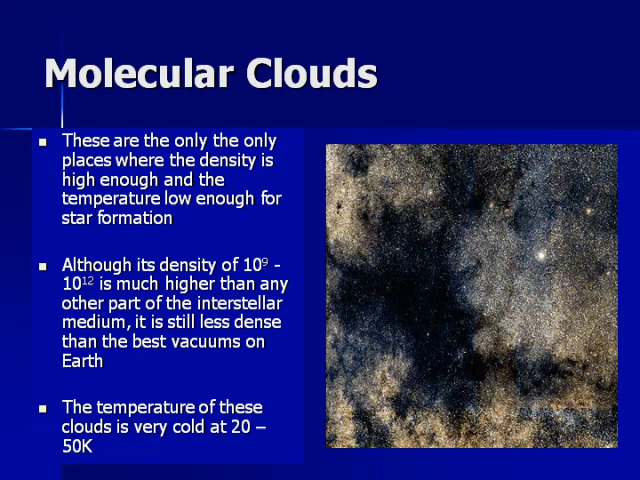 Molecular Clouds
These are the only the only
places where the density is
high enough and the
temperature low enough for
star formation
Although its density of 10⁹ -
10¹² is much higher than any
other part of the interstellar
medium, it is still less dense
than the best vacuums on
Earth
The temperature of these
clouds is very cold at 20 –
50K